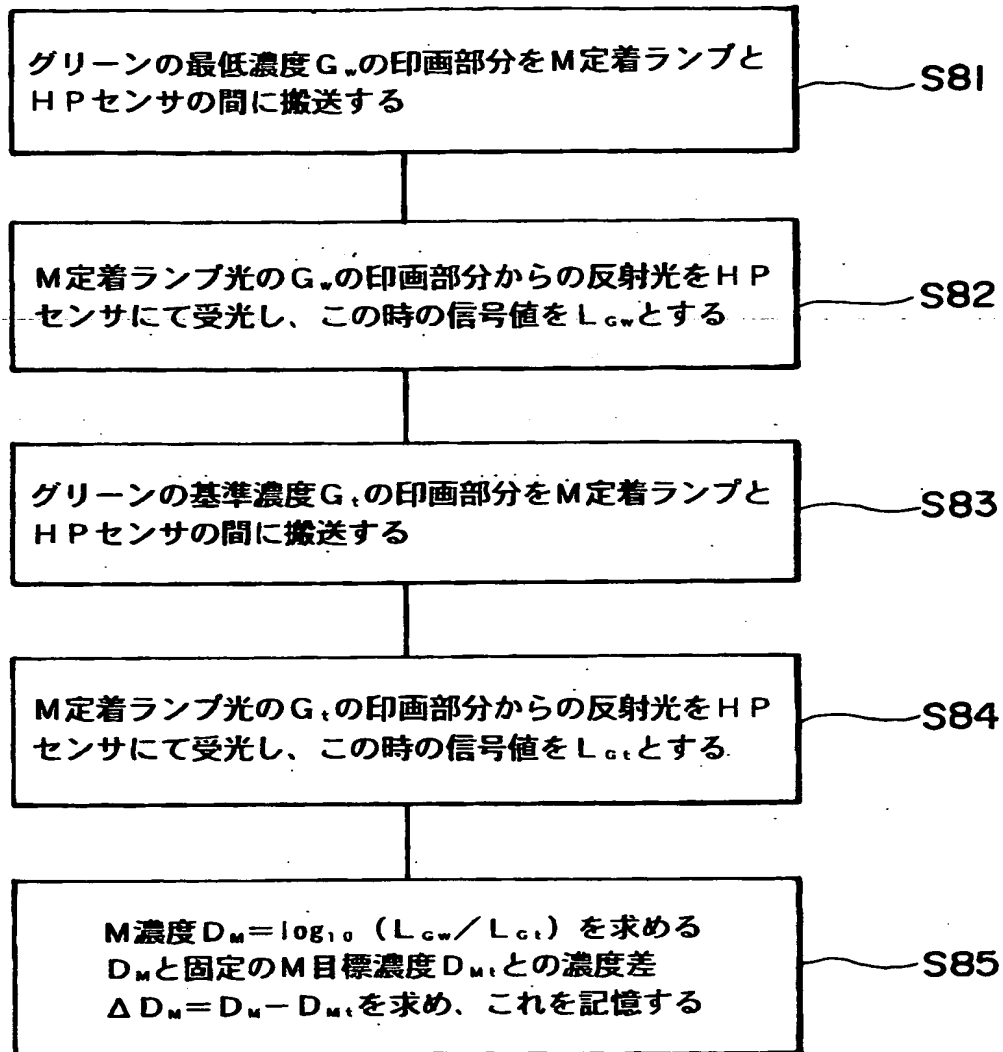 グリーンの最低濃度Gwの印画部分をM定着ランプと
HPセンサの間に搬送する
S81
M定着ランプ光のGwの印画部分からの反射光をHP
センサにて受光し、この時の信号値をLGwとする
S82
グリーンの基準濃度Gtの印画部分をM定着ランプと
HPセンサの間に搬送する
S83
M定着ランプ光のGtの印画部分からの反射光をHP
センサにて受光し、この時の信号値をLGtとする
S84
M濃度DM=log10(LGw/LGt)を求める
DMと固定のM目標濃度DMtとの濃度差
ΔDM=DM-DMtを求め、これを記憶する
S85